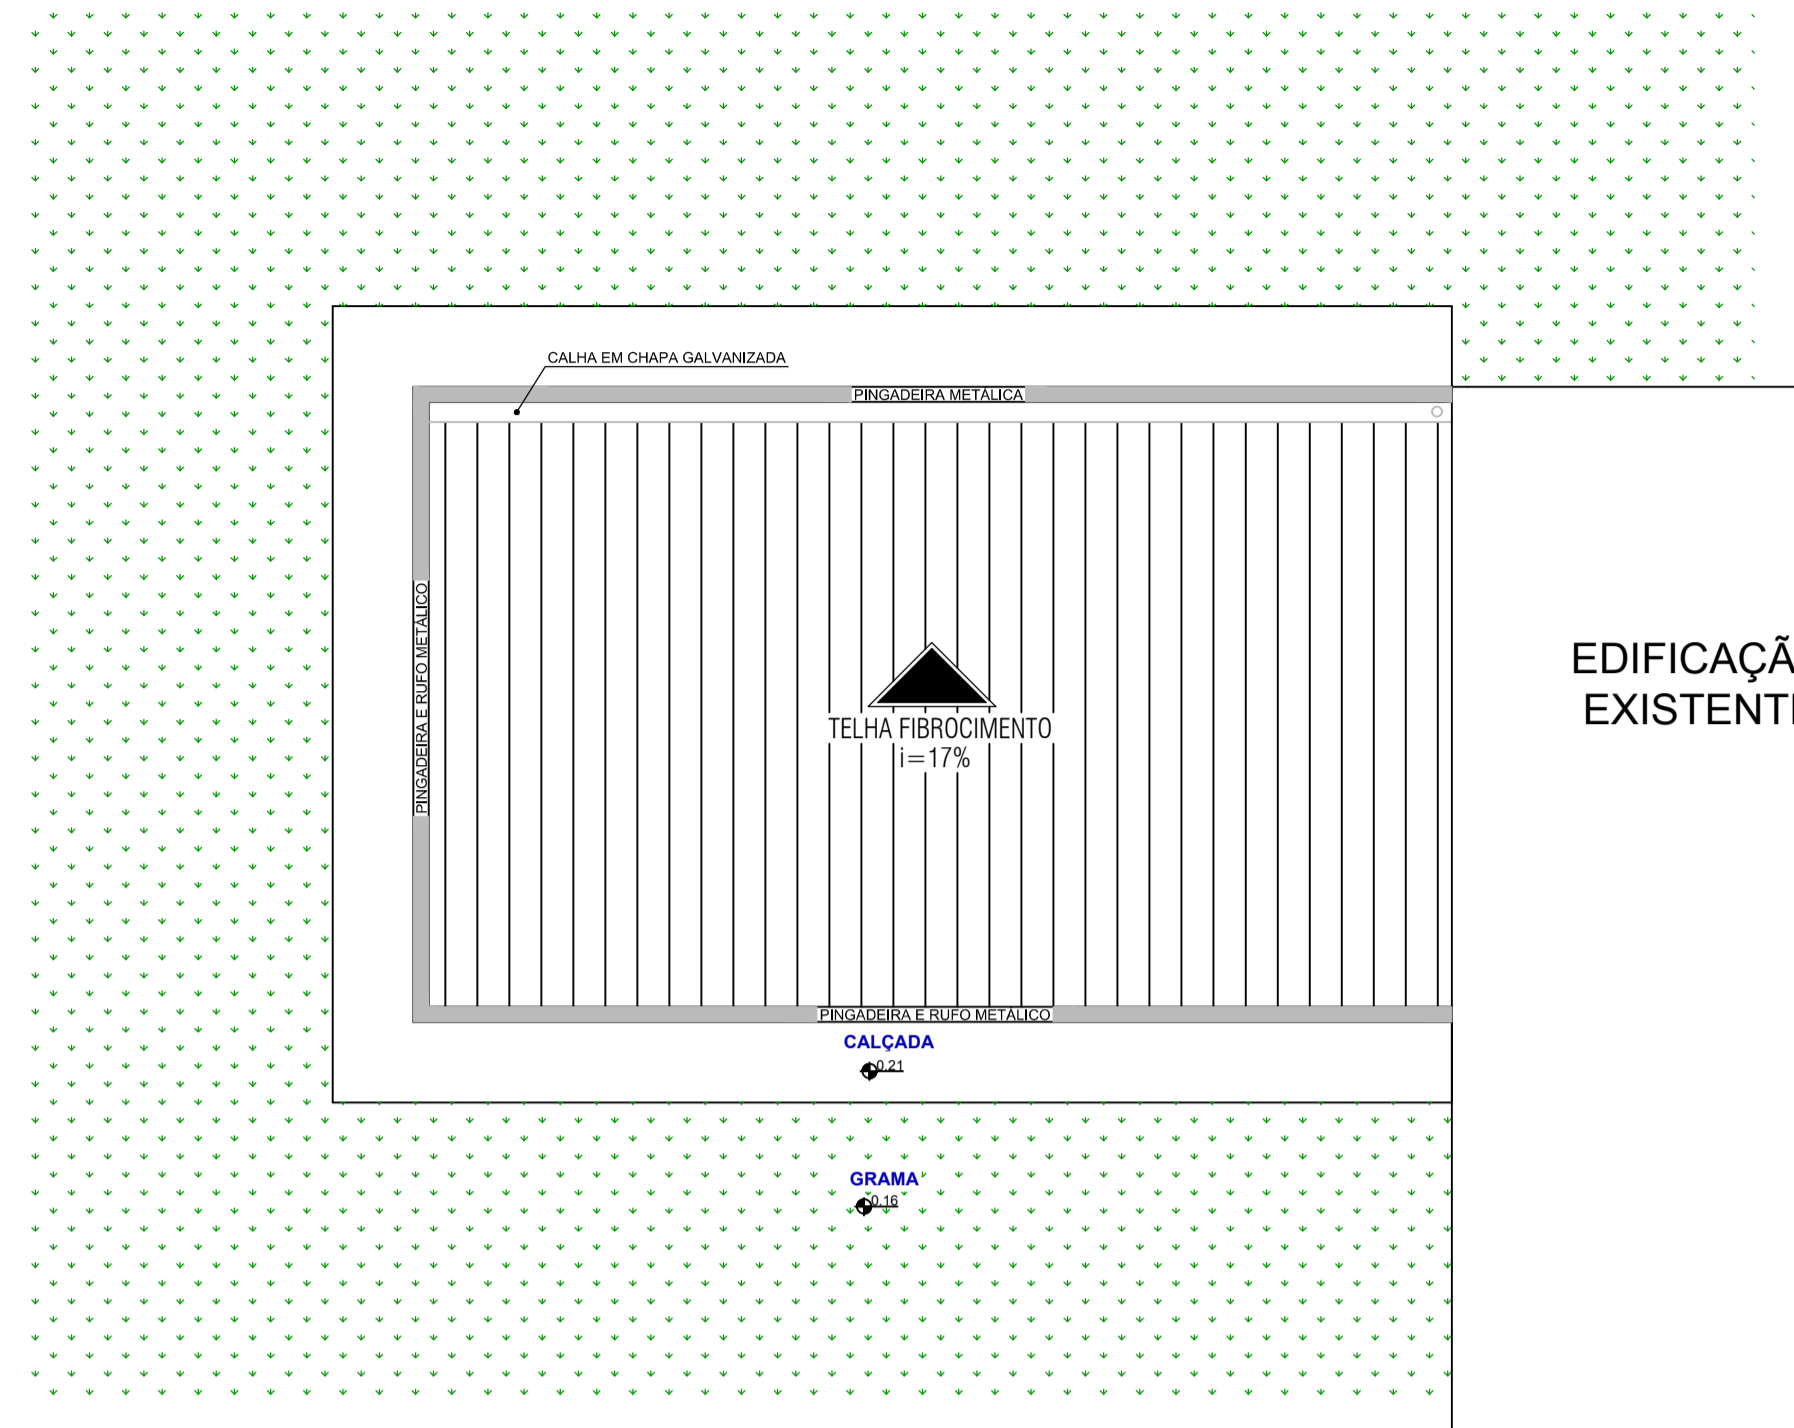 CALHA EM CHAPA GALVANIZADA
PINGADEIRA METÁLICA
PINGADEIRA E RUFO METÁLICO
EDIFICAÇÃ
EXISTENT
TELHA FIBROCIMENTO
i=17%
PINGADEIRA E RUFO METÁLICO
CALÇADA
0.21
GRAMA
0.16